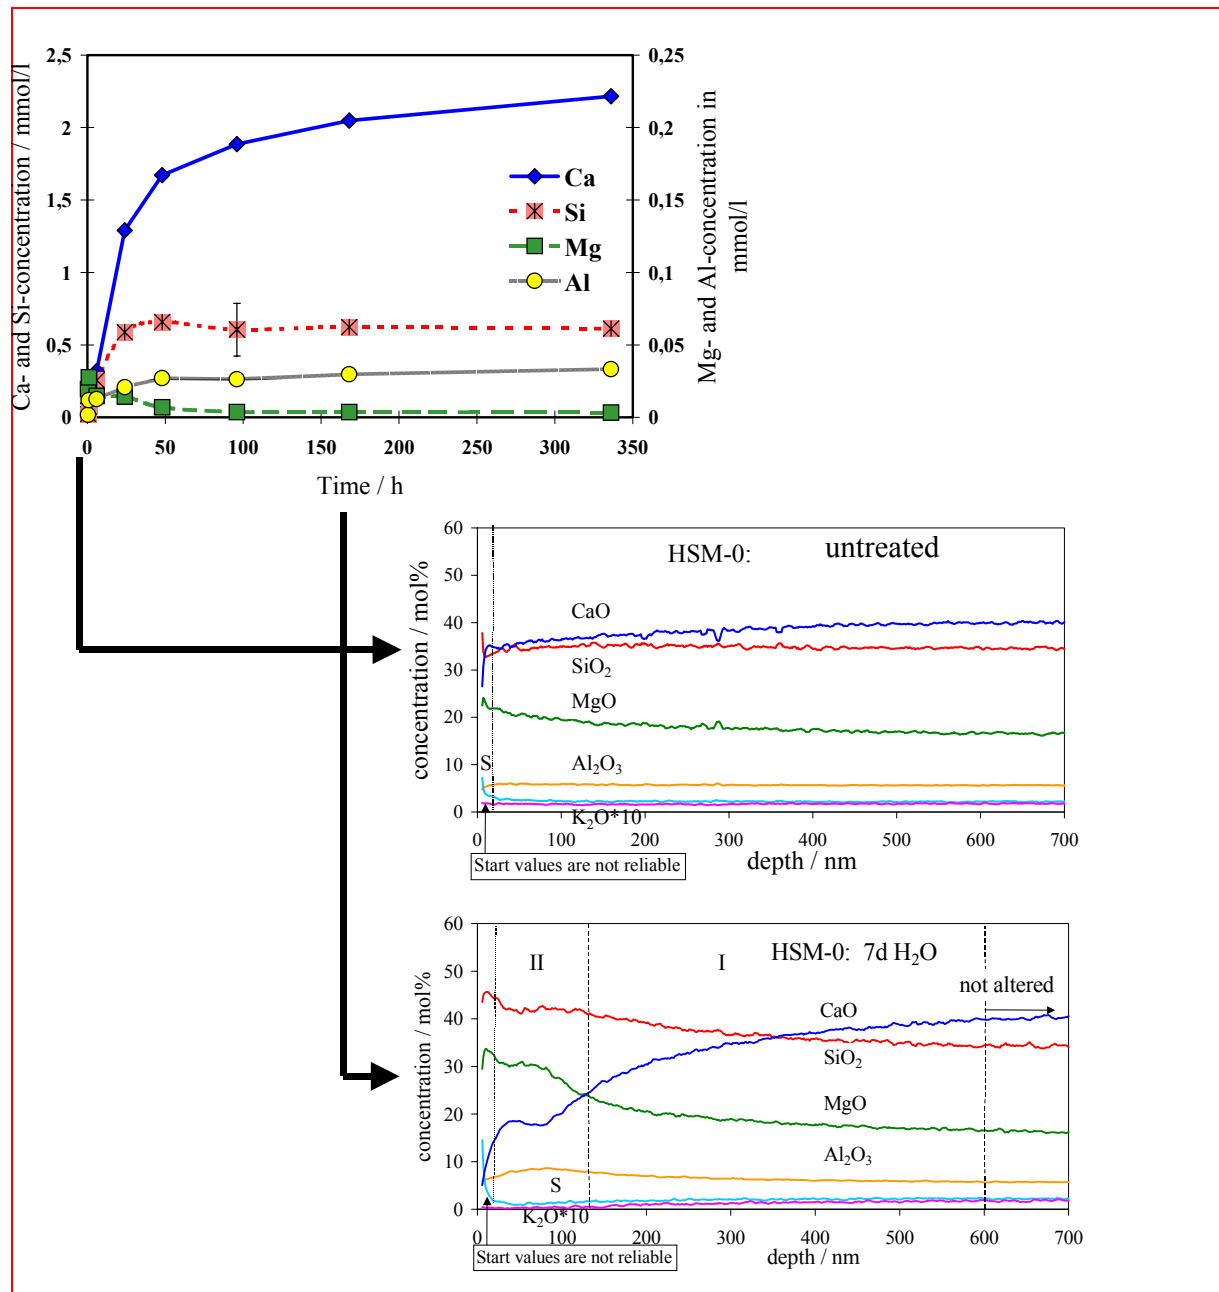 2,5
2
1,5
1
0,5
0
Ca- and Si-concentration / mmol/l
0,25
0,2
0,15
0,1
0,05
0
Mg- and Al-concentration in
mmol/l
Ca
Si
Mg
Al
0 50 100 150 200 250 300 350
Time / h
60
50
40
30
20
10
0
concentration / mol%
HSM-0: untreated
CaO
SiO₂
MgO
S
Al₂O₃
K₂O*10
0 100 200 300 400 500 600 700
depth / nm
Start values are not reliable
60
50
40
30
20
10
0
concentration / mol%
HSM-0: 7d H₂O
II I
not altered
CaO
SiO₂
MgO
Al₂O₃
S
K₂O*10
0 100 200 300 400 500 600 700
depth / nm
Start values are not reliable